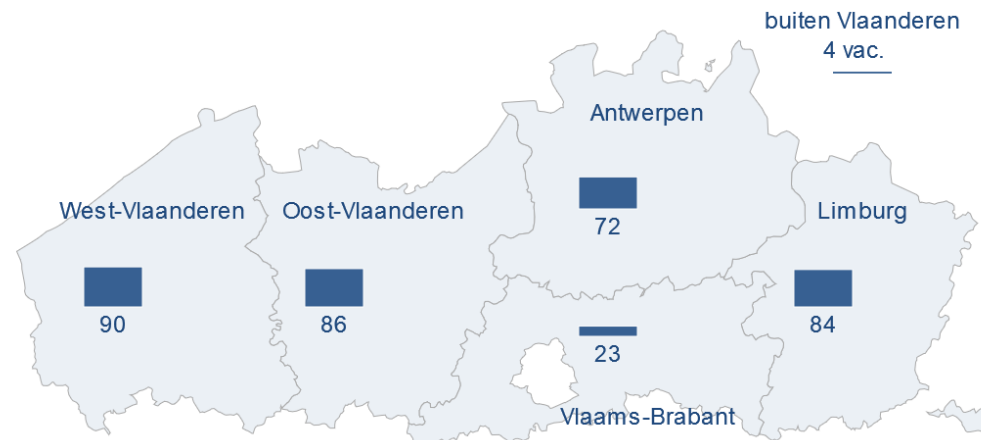 buiten Vlaanderen
4 vac.
Antwerpen
72
West-Vlaanderen
90
Oost-Vlaanderen
86
Limburg
84
23
Vlaams-Brabant